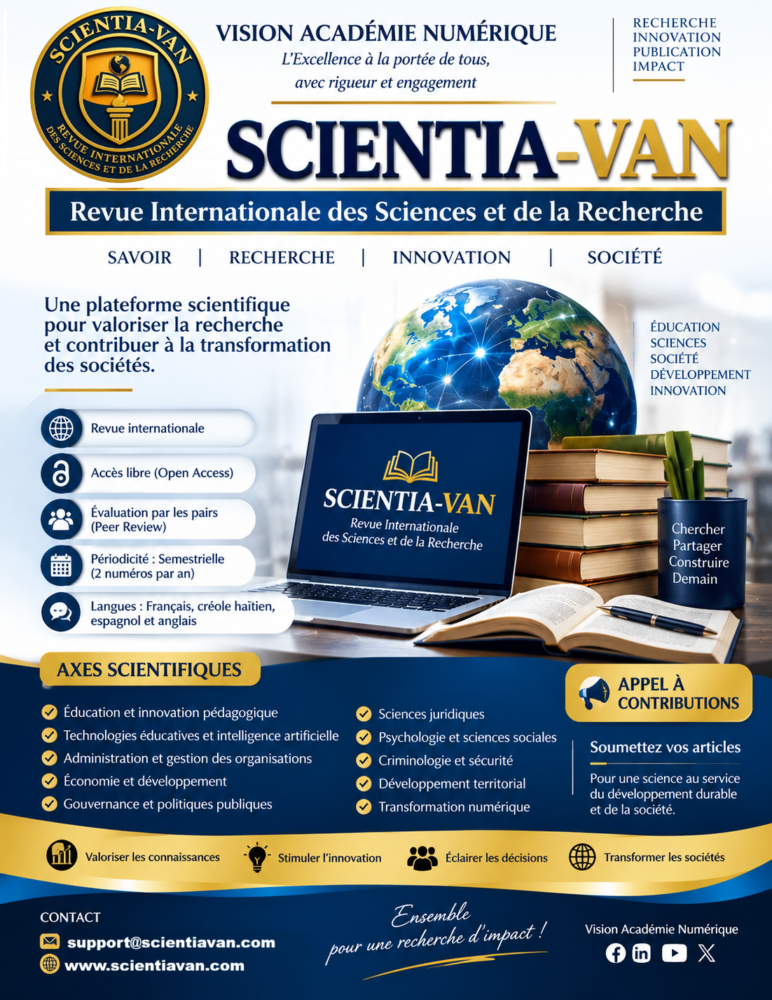 SCIENTIA-VAN
REVUE INTERNATIONALE
DES SCIENCES ET DE LA RECHERCHE
VISION ACADÉMIE NUMÉRIQUE
L'Excellence à la portée de tous,
avec rigueur et engagement
RECHERCHE
INNOVATION
PUBLICATION
IMPACT
SCIENTIA-VAN
Revue Internationale des Sciences et de la Recherche
SAVOIR | RECHERCHE | INNOVATION | SOCIÉTÉ
Une plateforme scientifique
pour valoriser la recherche
et contribuer à la transformation
des sociétés.
ÉDUCATION
SCIENCES
SOCIÉTÉ
DÉVELOPPEMENT
INNOVATION
Revue internationale
Accès libre (Open Access)
Évaluation par les pairs
(Peer Review)
Périodicité : Semestrielle
(2 numéros par an)
Langues : Français, créole haïtien,
espagnol et anglais
SCIENTIA-VAN
Revue Internationale
des Sciences et de la Recherche
Chercher
Partager
Construire
Demain
AXES SCIENTIFIQUES
Éducation et innovation pédagogique
Technologies éducatives et intelligence artificielle
Administration et gestion des organisations
Économie et développement
Gouvernance et politiques publiques
Sciences juridiques
Psychologie et sciences sociales
Criminologie et sécurité
Développement territorial
Transformation numérique
APPEL À
CONTRIBUTIONS
Soumettez vos articles
Pour une science au service
du développement durable
et de la société.
Valoriser les connaissances
Stimuler l'innovation
Éclairer les décisions
Transformer les sociétés
CONTACT
support@scientiavan.com
www.scientiavan.com
Ensemble
pour une recherche d'impact !
Vision Académie Numérique